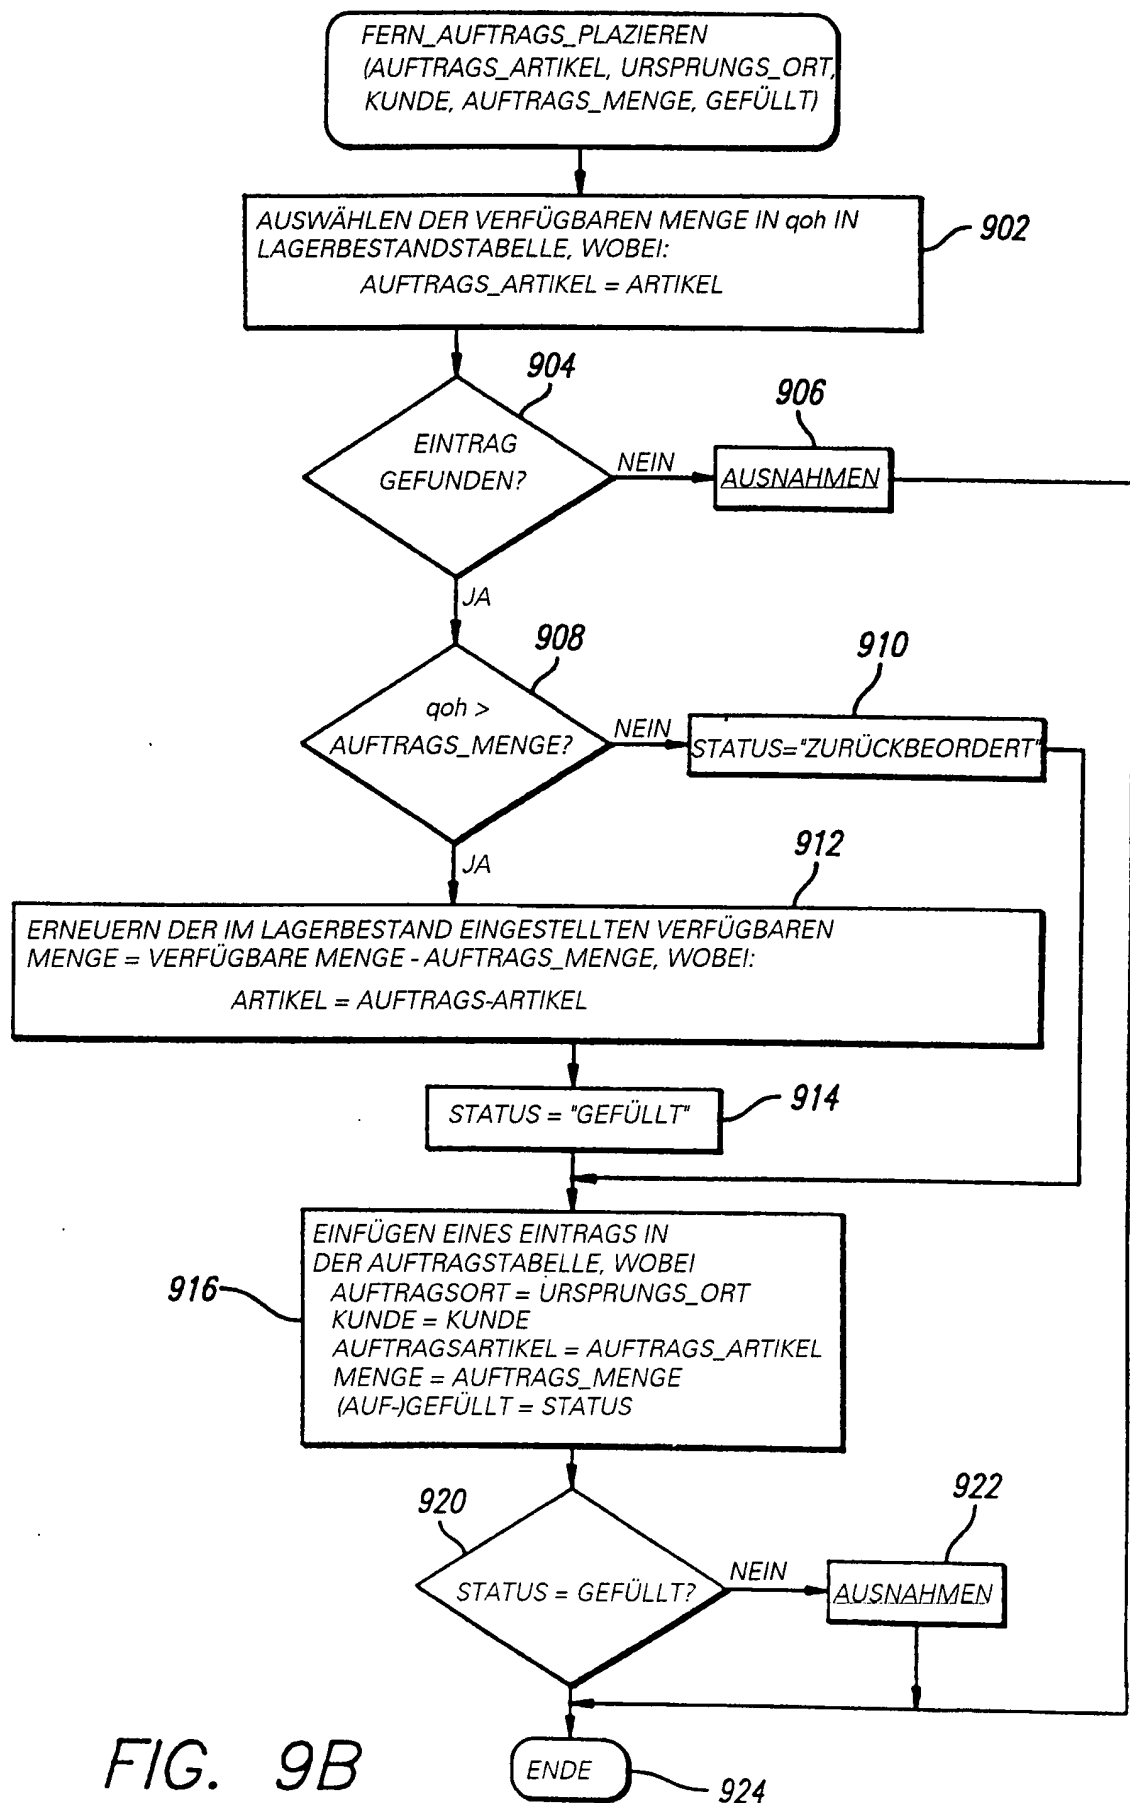 FERN_AUFTRAGS_PLAZIEREN
(AUFTRAGS_ARTIKEL, URSPRUNGS_ORT,
KUNDE, AUFTRAGS_MENGE, GEFÜLLT)
AUSWÄHLEN DER VERFÜGBAREN MENGE IN qoh IN
LAGERBESTANDSTABELLE, WOBEI:
AUFTRAGS_ARTIKEL = ARTIKEL
902
904
EINTRAG
GEFUNDEN?
NEIN
906
AUSNAHMEN
JA
908
qoh >
AUFTRAGS_MENGE?
NEIN
910
STATUS="ZURÜCKBEORDERT"
JA
912
ERNEUERN DER IM LAGERBESTAND EINGESTELLTEN VERFÜGBAREN
MENGE = VERFÜGBARE MENGE - AUFTRAGS_MENGE, WOBEI:
ARTIKEL = AUFTRAGS-ARTIKEL
STATUS = "GEFÜLLT"
914
916
EINFÜGEN EINES EINTRAGS IN
DER AUFTRAGSTABELLE, WOBEI
AUFTRAGSORT = URSPRUNGS_ORT
KUNDE = KUNDE
AUFTRAGSARTIKEL = AUFTRAGS_ARTIKEL
MENGE = AUFTRAGS_MENGE
(AUF-)GEFÜLLT = STATUS
920
STATUS = GEFÜLLT?
NEIN
922
AUSNAHMEN
ENDE
924
FIG. 9B